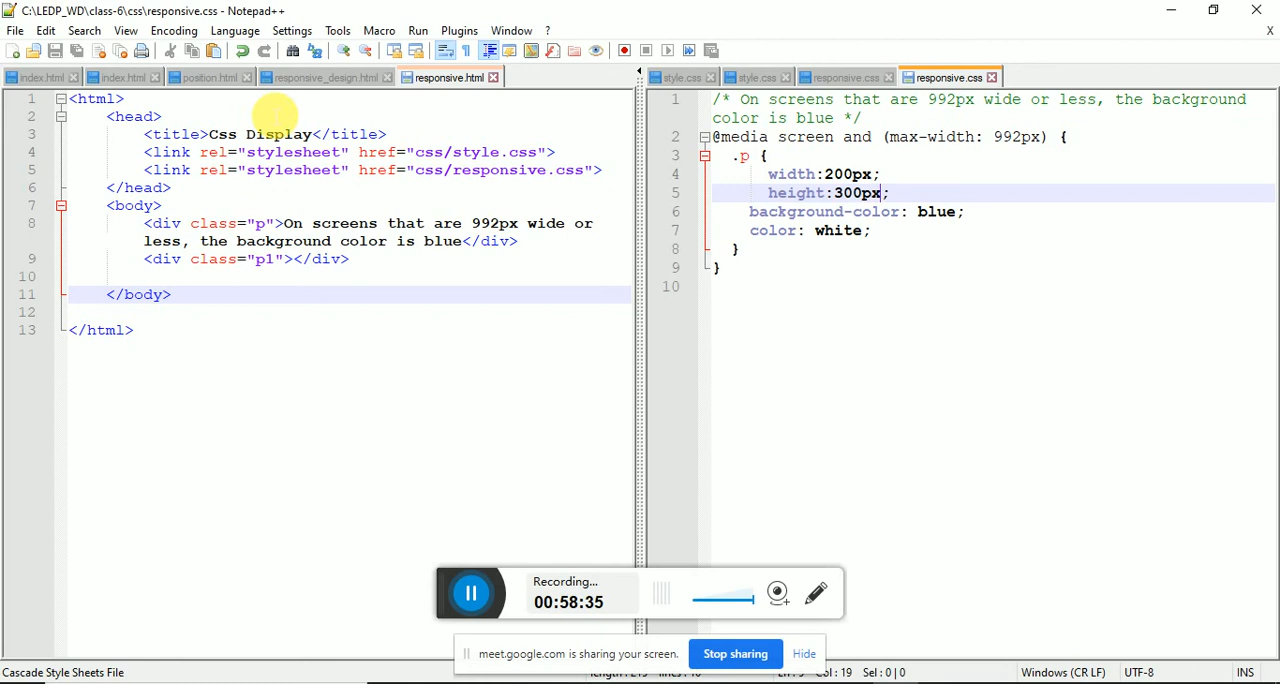 C:\LEDP_WD\class-6\css\responsive.css - Notepad++
File Edit Search View Encoding Language Settings Tools Macro Run Plugins Window ? X
index.html index.html position.html responsive_design.html responsive.html
style.css style.css responsive.css responsive.css
1 <html>
2 <head>
3 <title>Css Display</title>
4 <link rel="stylesheet" href="css/style.css">
5 <link rel="stylesheet" href="css/responsive.css">
6 </head>
7 <body>
8 <div class="p">On screens that are 992px wide or
less, the background color is blue</div>
9 <div class="p1"></div>
10
11 </body>
12
13 </html>
1 /* On screens that are 992px wide or less, the background
color is blue */
2 @media screen and (max-width: 992px) {
3 .p {
4 width:200px;
5 height:300px;
6 background-color: blue;
7 color: white;
8 }
9 }
10
Recording...
00:58:35
meet.google.com is sharing your screen. Stop sharing Hide
Cascade Style Sheets File Sel : 0 | 0 Windows (CR LF) UTF-8 INS